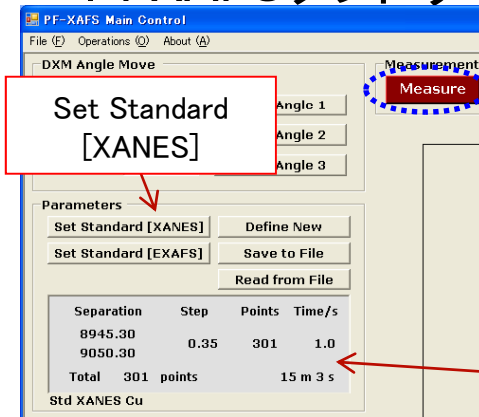 PF-XAFS Main Control
File (F) Operations (O) About (A)
DXM Angle Move
Measurement
Measure
Set Standard
[XANES]
Angle 1
Angle 2
Angle 3
Parameters
Set Standard [XANES] Define New
Set Standard [EXAFS] Save to File
Read from File
Separation Step Points Time/s
8945.30
0.35 301 1.0
9050.30
Total 301 points 15 m 3 s
Std XANES Cu